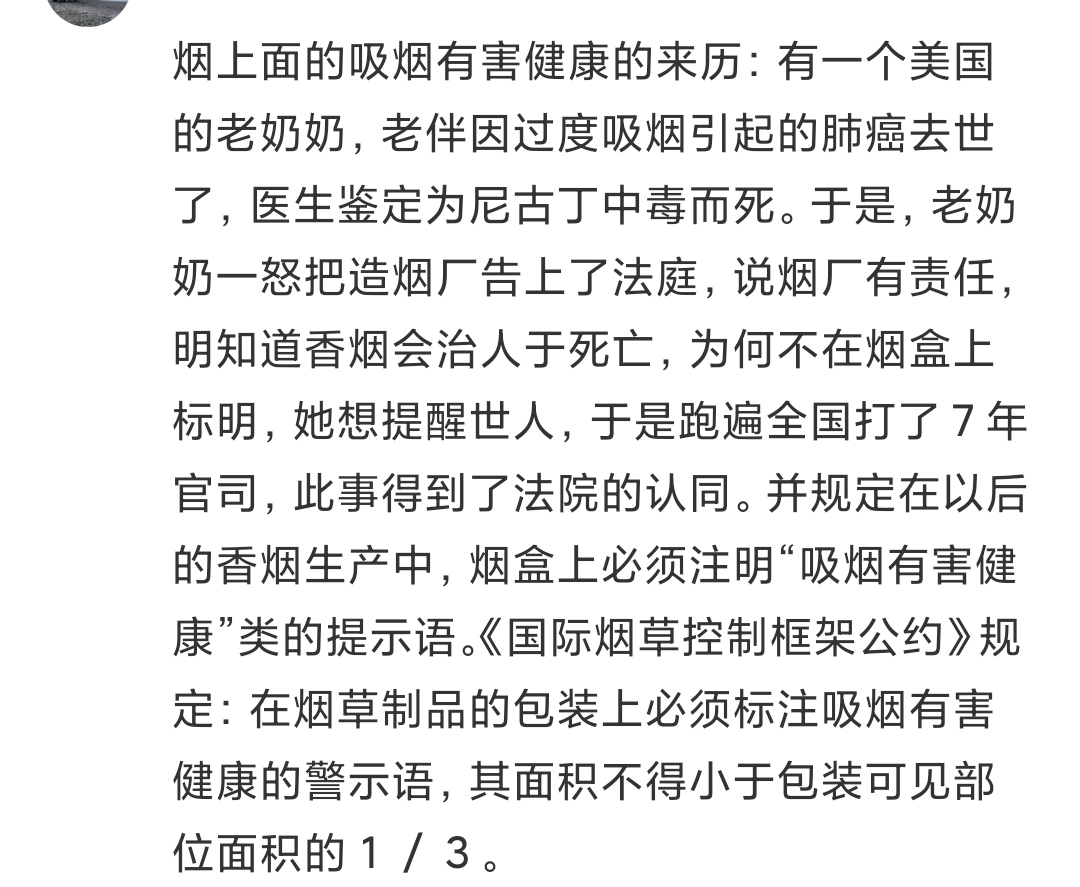 烟上面的吸烟有害健康的来历：有一个美国
的老奶奶，老伴因过度吸烟引起的肺癌去世
了，医生鉴定为尼古丁中毒而死。于是，老奶
奶一怒把造烟厂告上了法庭，说烟厂有责任，
明知道香烟会治人于死亡，为何不在烟盒上
标明，她想提醒世人，于是跑遍全国打了7年
官司，此事得到了法院的认同。并规定在以后
的香烟生产中，烟盒上必须注明“吸烟有害健
康”类的提示语。《国际烟草控制框架公约》规
定：在烟草制品的包装上必须标注吸烟有害
健康的警示语，其面积不得小于包装可见部
位面积的1 / 3。